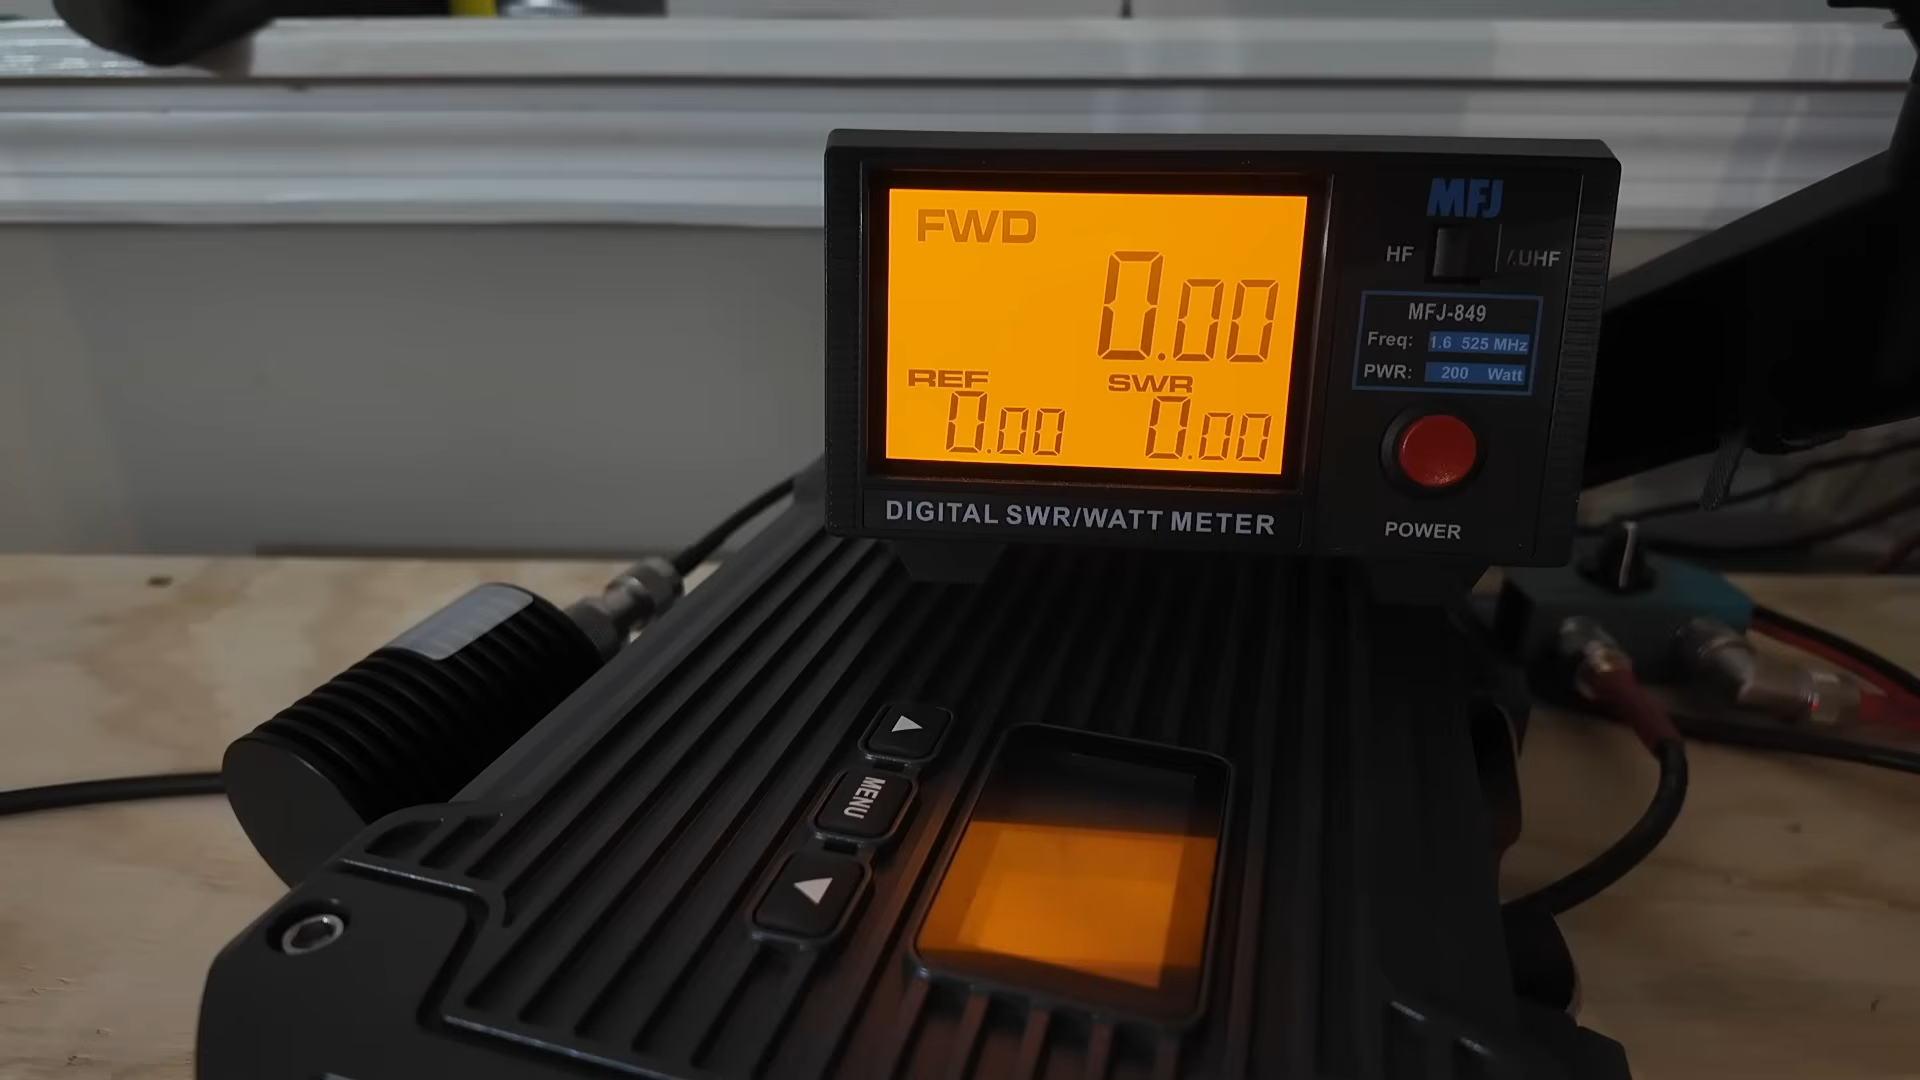 MFJ
HF /.UHF
MFJ-849
Freq: 1.6 525 MHz
PWR: 200 Watt
POWER
FWD
0.00
REF SWR
0.00 0.00
DIGITAL SWR/WATT METER
MENU